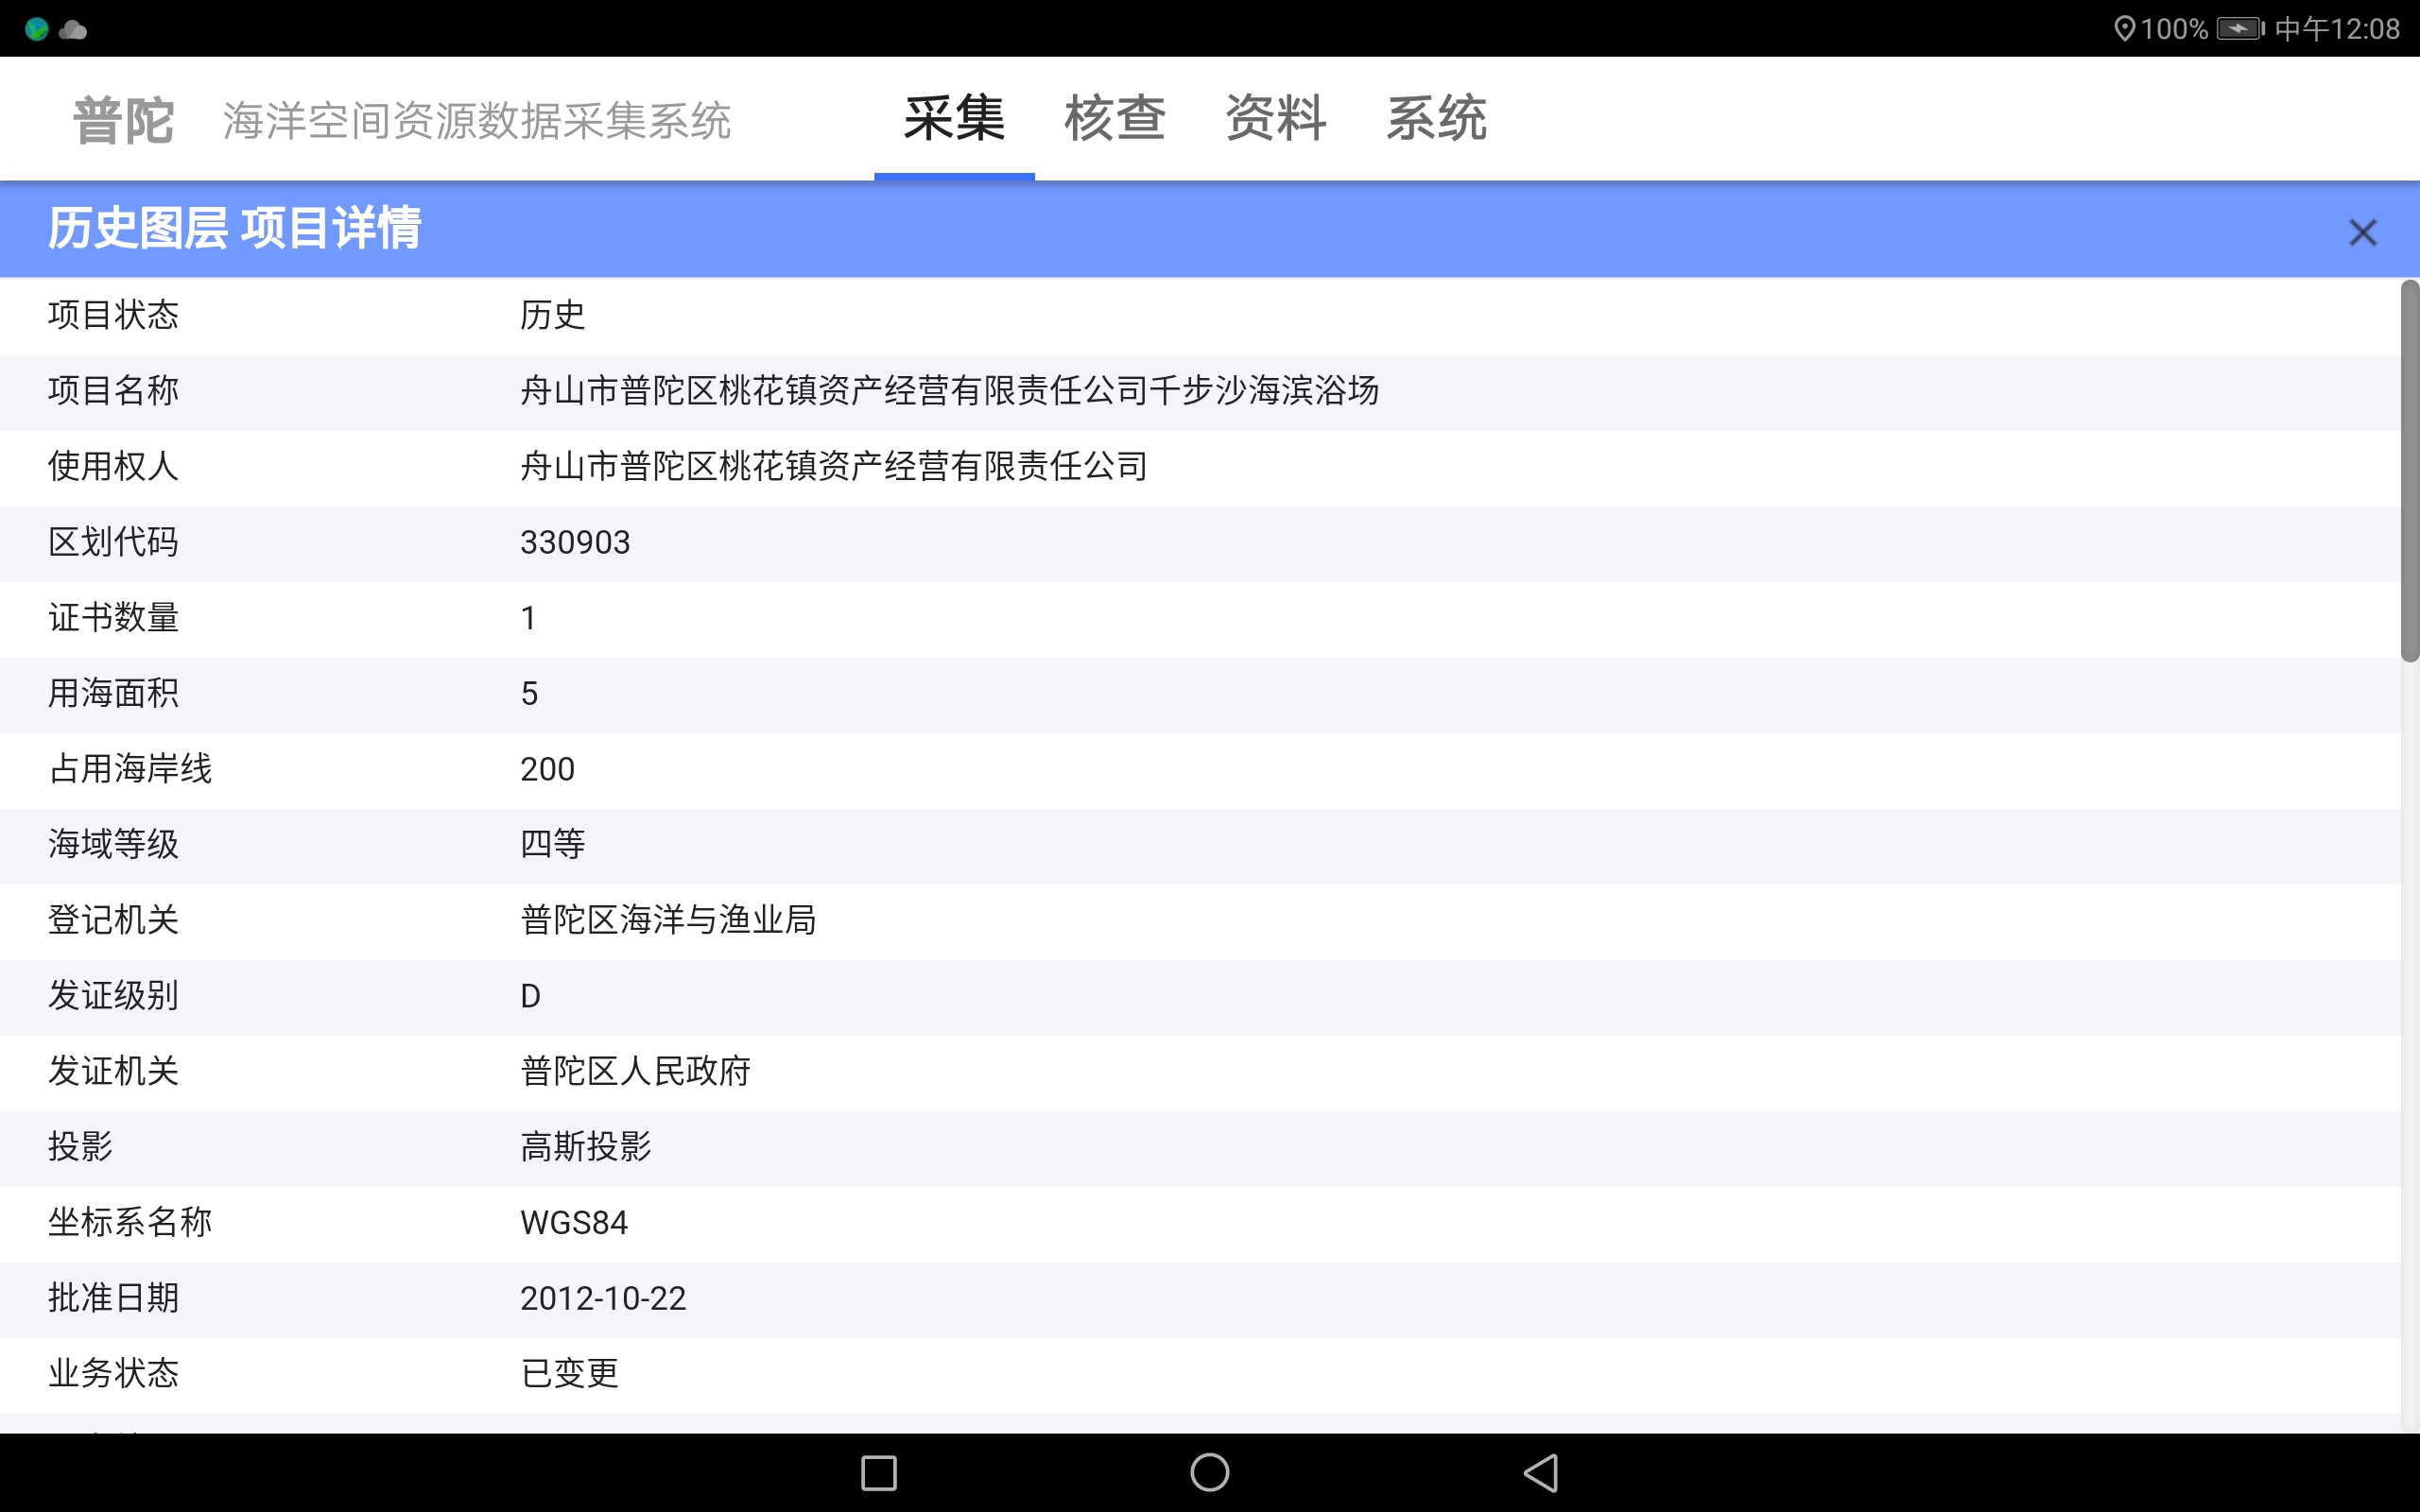 100% 中午12:08
普陀 海洋空间资源数据采集系统 采集 核查 资料 系统
历史图层 项目详情
项目状态 历史
项目名称 舟山市普陀区桃花镇资产经营有限责任公司千步沙海滨浴场
使用权人 舟山市普陀区桃花镇资产经营有限责任公司
区划代码 330903
证书数量 1
用海面积 5
占用海岸线 200
海域等级 四等
登记机关 普陀区海洋与渔业局
发证级别 D
发证机关 普陀区人民政府
投影 高斯投影
坐标系名称 WGS84
批准日期 2012-10-22
业务状态 已变更